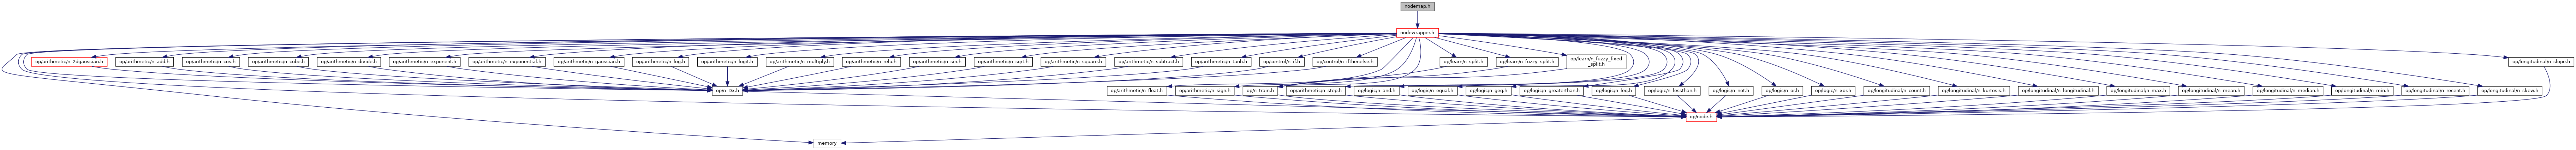 nodemap.h
nodewrapper.h
op/arithmetic/n_2dgaussian.h
op/arithmetic/n_add.h
op/arithmetic/n_cos.h
op/arithmetic/n_cube.h
op/arithmetic/n_divide.h
op/arithmetic/n_exponent.h
op/arithmetic/n_exponential.h
op/arithmetic/n_gaussian.h
op/arithmetic/n_log.h
op/arithmetic/n_logit.h
op/arithmetic/n_multiply.h
op/arithmetic/n_relu.h
op/arithmetic/n_sin.h
op/arithmetic/n_sqrt.h
op/arithmetic/n_square.h
op/arithmetic/n_subtract.h
op/arithmetic/n_tanh.h
op/control/n_if.h
op/control/n_ifthenelse.h
op/learn/n_split.h
op/learn/n_fuzzy_split.h
op/learn/n_fuzzy_fixed
_split.h
op/longitudinal/n_slope.h
op/n_Dx.h
op/arithmetic/n_float.h
op/arithmetic/n_sign.h
op/n_train.h
op/arithmetic/n_step.h
op/logic/n_and.h
op/logic/n_equal.h
op/logic/n_geq.h
op/logic/n_greaterthan.h
op/logic/n_leq.h
op/logic/n_lessthan.h
op/logic/n_not.h
op/logic/n_or.h
op/logic/n_xor.h
op/longitudinal/n_count.h
op/longitudinal/n_kurtosis.h
op/longitudinal/n_longitudinal.h
op/longitudinal/n_max.h
op/longitudinal/n_mean.h
op/longitudinal/n_median.h
op/longitudinal/n_min.h
op/longitudinal/n_recent.h
op/longitudinal/n_skew.h
op/node.h
memory